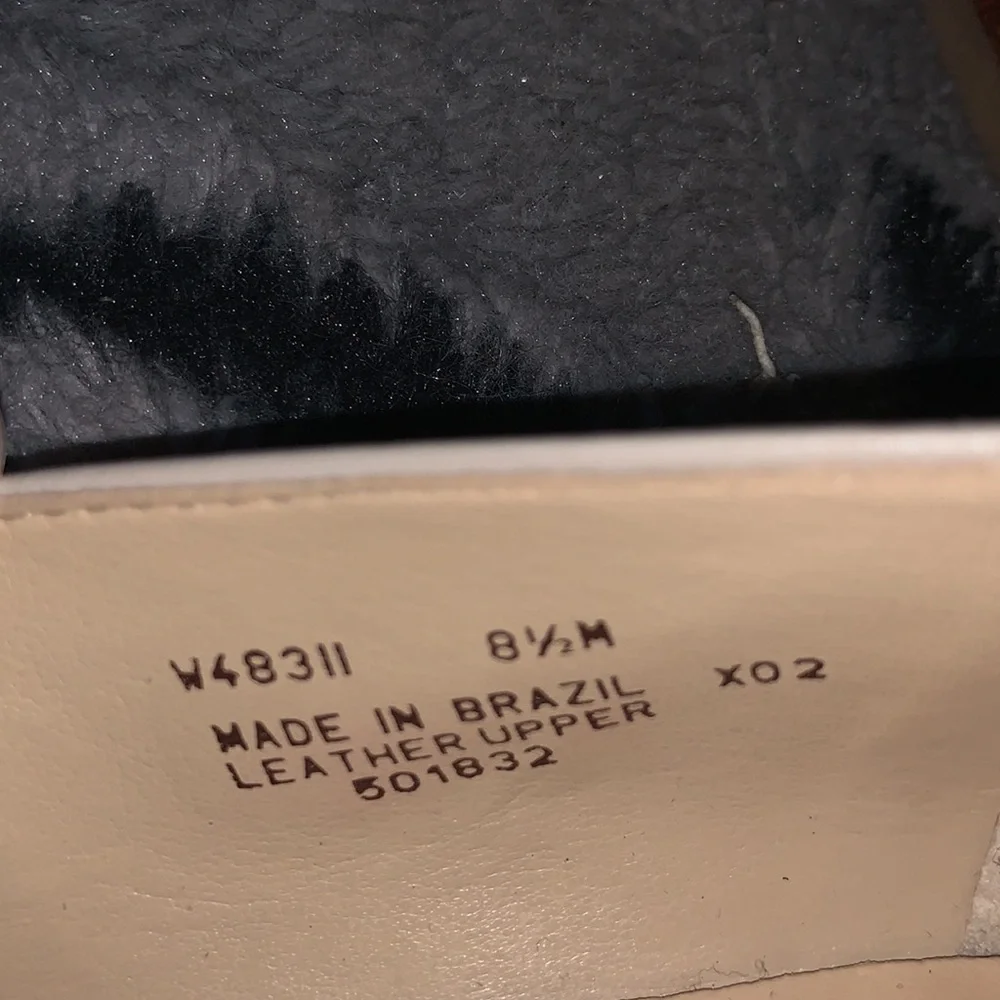 W48311 8½M
X02
MADE IN BRAZIL
LEATHER UPPER
501832